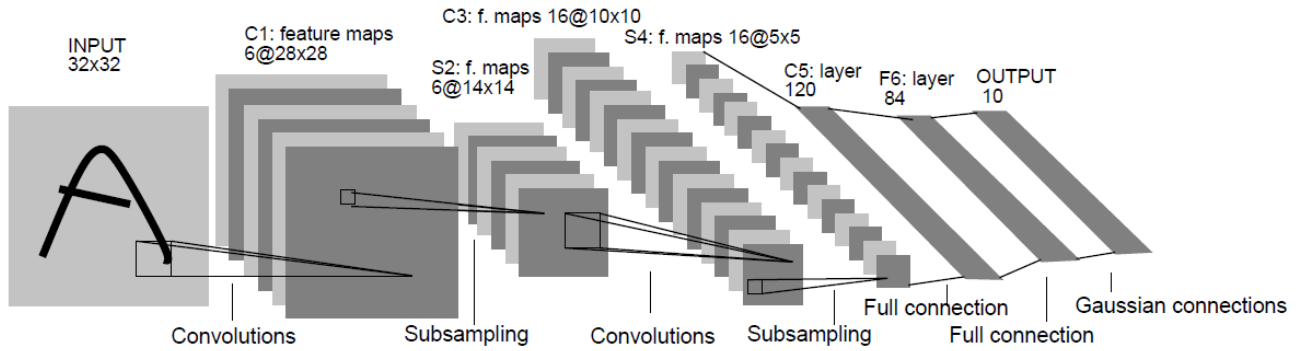 INPUT
32x32
C1: feature maps
6@28x28
S2: f. maps
6@14x14
C3: f. maps 16@10x10
S4: f. maps 16@5x5
C5: layer
120
F6: layer
84
OUTPUT
10
A
Convolutions
Subsampling
Convolutions
Subsampling
Full connection
Full connection
Gaussian connections